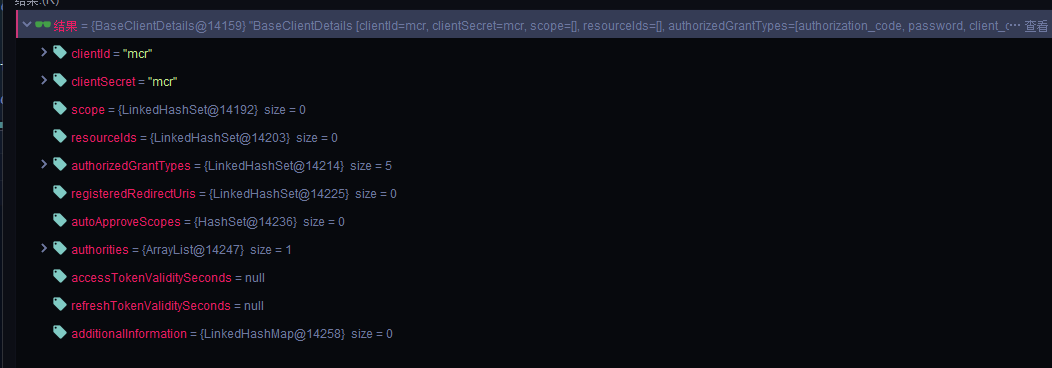 结果:(R)
结果 = {BaseClientDetails@14159} "BaseClientDetails [clientId=mcr, clientSecret=mcr, scope=[], resourceIds=[], authorizedGrantTypes=[authorization_code, password, client_c··· 查看
clientId = "mcr"
clientSecret = "mcr"
scope = {LinkedHashSet@14192} size = 0
resourceIds = {LinkedHashSet@14203} size = 0
authorizedGrantTypes = {LinkedHashSet@14214} size = 5
registeredRedirectUris = {LinkedHashSet@14225} size = 0
autoApproveScopes = {HashSet@14236} size = 0
authorities = {ArrayList@14247} size = 1
accessTokenValiditySeconds = null
refreshTokenValiditySeconds = null
additionalInformation = {LinkedHashMap@14258} size = 0